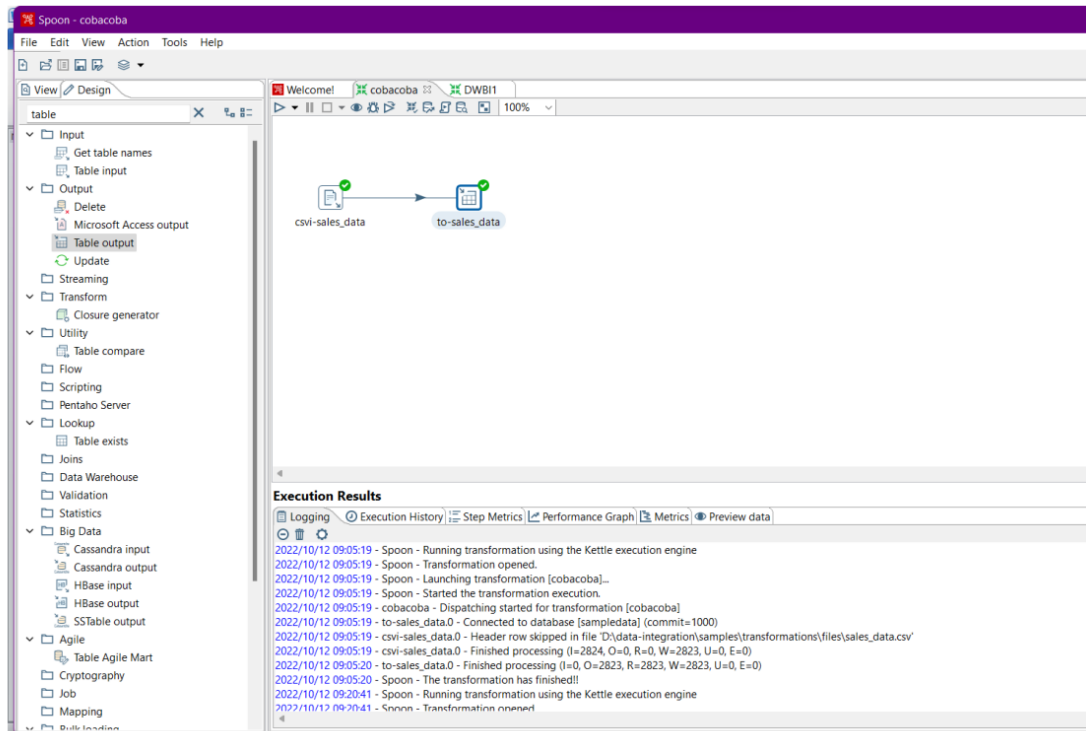 Spoon - cobacoba
File Edit View Action Tools Help
View Design
Welcome! cobacoba DWBI1
table
100%
Input
Get table names
Table input
Output
Delete
Microsoft Access output
Table output
Update
Streaming
Transform
Closure generator
Utility
Table compare
Flow
Scripting
Pentaho Server
Lookup
Table exists
Joins
Data Warehouse
Validation
Statistics
Big Data
Cassandra input
Cassandra output
HBase input
HBase output
SSTable output
Agile
Table Agile Mart
Cryptography
Job
Mapping
Bulk loading
csvi-sales_data
to-sales_data
Execution Results
Logging Execution History Step Metrics Performance Graph Metrics Preview data
2022/10/12 09:05:19 - Spoon - Running transformation using the Kettle execution engine
2022/10/12 09:05:19 - Spoon - Transformation opened.
2022/10/12 09:05:19 - Spoon - Launching transformation [cobacoba]...
2022/10/12 09:05:19 - Spoon - Started the transformation execution.
2022/10/12 09:05:19 - cobacoba - Dispatching started for transformation [cobacoba]
2022/10/12 09:05:19 - to-sales_data.0 - Connected to database [sampledata] (commit=1000)
2022/10/12 09:05:19 - csvi-sales_data.0 - Header row skipped in file 'D:\data-integration\samples\transformations\files\sales_data.csv'
2022/10/12 09:05:19 - csvi-sales_data.0 - Finished processing (I=2824, O=0, R=0, W=2823, U=0, E=0)
2022/10/12 09:05:20 - to-sales_data.0 - Finished processing (I=0, O=2823, R=2823, W=2823, U=0, E=0)
2022/10/12 09:05:20 - Spoon - The transformation has finished!!
2022/10/12 09:20:41 - Spoon - Running transformation using the Kettle execution engine
2022/10/12 09:20:41 - Spoon - Transformation opened